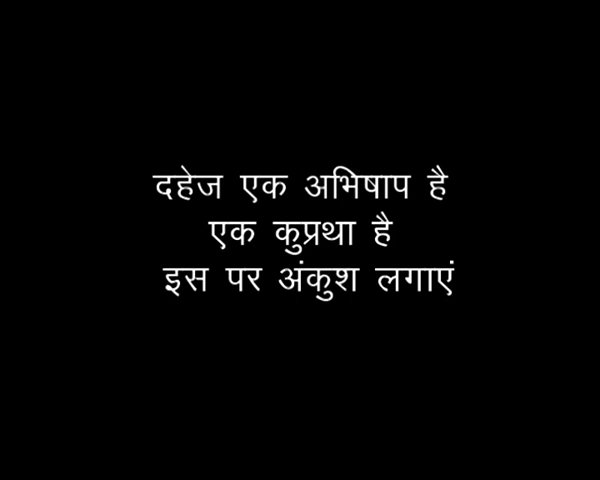 दहेज एक अभिषाप है
एक कुप्रथा है
इस पर अंकुश लगाएं